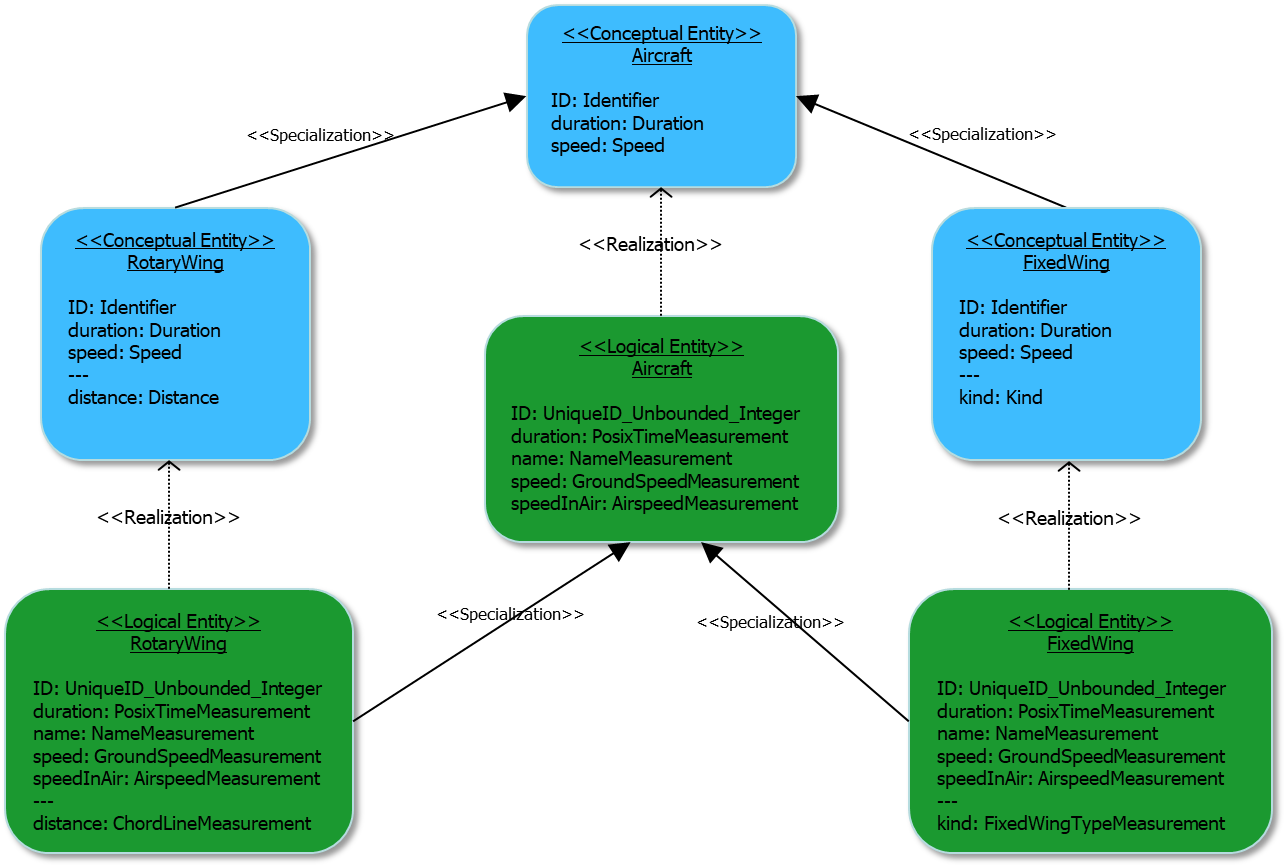 <<Conceptual Entity>>
Aircraft
ID: Identifier
duration: Duration
speed: Speed
<<Specialization>>
<<Specialization>>
<<Conceptual Entity>>
RotaryWing
ID: Identifier
duration: Duration
speed: Speed
---
distance: Distance
<<Realization>>
<<Conceptual Entity>>
FixedWing
ID: Identifier
duration: Duration
speed: Speed
---
kind: Kind
<<Logical Entity>>
Aircraft
ID: UniqueID_Unbounded_Integer
duration: PosixTimeMeasurement
name: NameMeasurement
speed: GroundSpeedMeasurement
speedInAir: AirspeedMeasurement
<<Realization>>
<<Realization>>
<<Specialization>>
<<Specialization>>
<<Logical Entity>>
RotaryWing
ID: UniqueID_Unbounded_Integer
duration: PosixTimeMeasurement
name: NameMeasurement
speed: GroundSpeedMeasurement
speedInAir: AirspeedMeasurement
---
distance: ChordLineMeasurement
<<Logical Entity>>
FixedWing
ID: UniqueID_Unbounded_Integer
duration: PosixTimeMeasurement
name: NameMeasurement
speed: GroundSpeedMeasurement
speedInAir: AirspeedMeasurement
---
kind: FixedWingTypeMeasurement